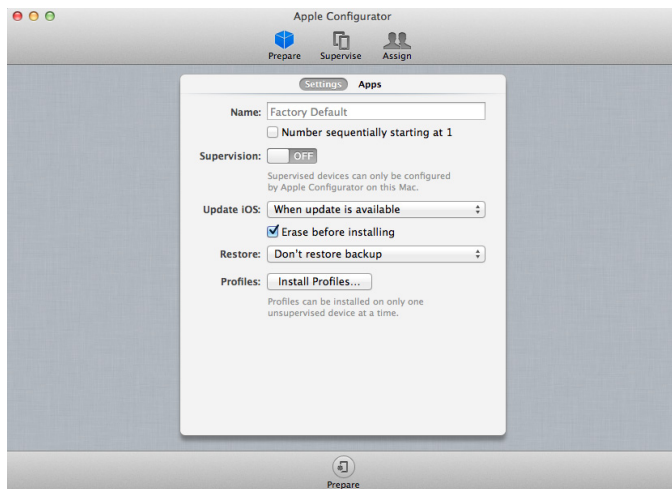 Apple Configurator
Prepare Supervise Assign
Settings Apps
Name: Factory Default
Number sequentially starting at 1
Supervision: OFF
Supervised devices can only be configured
by Apple Configurator on this Mac.
Update iOS: When update is available
Erase before installing
Restore: Don't restore backup
Profiles: Install Profiles...
Profiles can be installed on only one
unsupervised device at a time.
Prepare